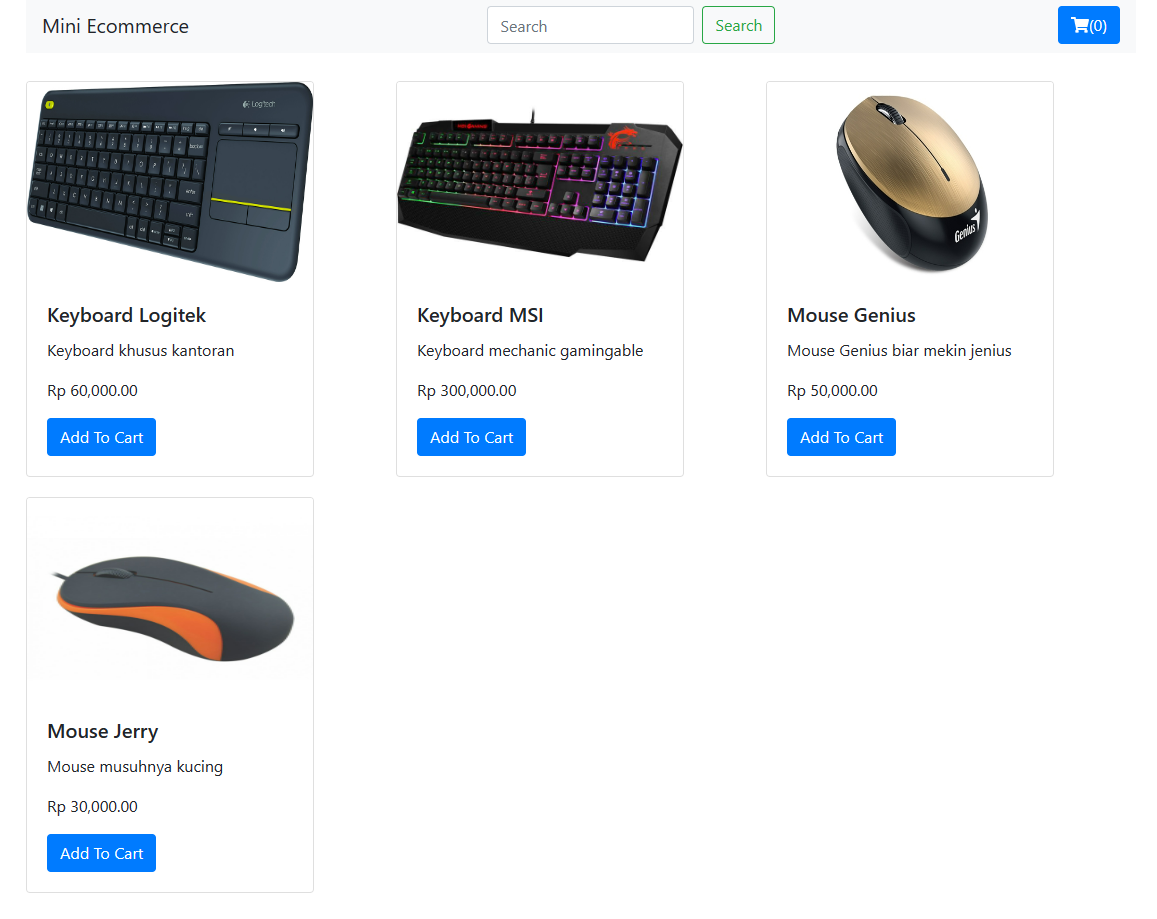 Mini Ecommerce
Search
Search
(0)
Logitech
Genius
Keyboard Logitek
Keyboard khusus kantoran
Rp 60,000.00
Add To Cart
Keyboard MSI
Keyboard mechanic gamingable
Rp 300,000.00
Add To Cart
Mouse Genius
Mouse Genius biar mekin jenius
Rp 50,000.00
Add To Cart
Mouse Jerry
Mouse musuhnya kucing
Rp 30,000.00
Add To Cart